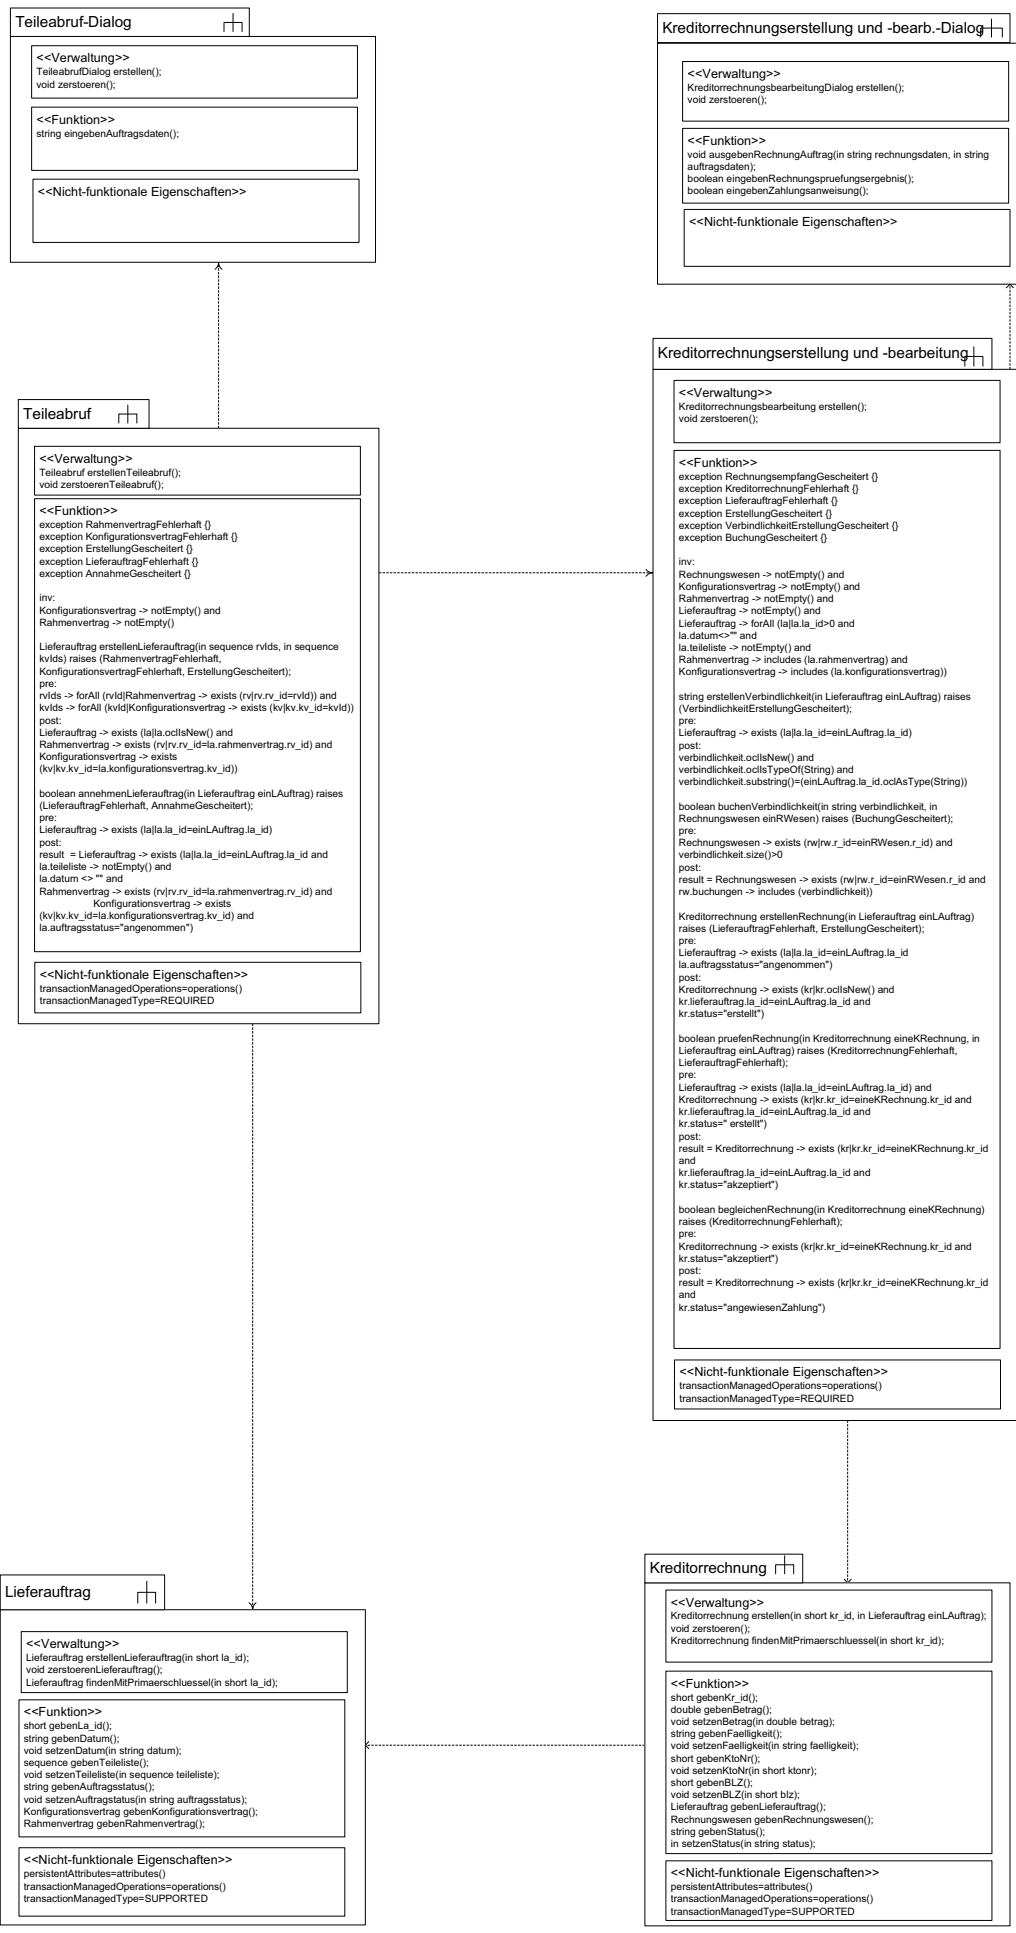 Teileabruf-Dialog
<<Verwaltung>>
TeileabrufDialog erstellen();
void zerstoeren();
<<Funktion>>
string eingebenAuftragsdaten();
<<Nicht-funktionale Eigenschaften>>
Kreditorrechnungserstellung und -bearb.-Dialog
<<Verwaltung>>
KreditorrechnungsbearbeitungDialog erstellen();
void zerstoeren();
<<Funktion>>
void ausgebenRechnungAuftrag(in string rechnungsdaten, in string
auftragsdaten);
boolean eingebenRechnungspruefungsergebnis();
boolean eingebenZahlungsanweisung();
<<Nicht-funktionale Eigenschaften>>
Teileabruf
<<Verwaltung>>
Teileabruf erstellenTeileabruf();
void zerstoerenTeileabruf();
<<Funktion>>
exception RahmenvertragFehlerhaft {}
exception KonfigurationsvertragFehlerhaft {}
exception ErstellungGescheitert {}
exception LieferauftragFehlerhaft {}
exception AnnahmeGescheitert {}
inv:
Konfigurationsvertrag -> notEmpty() and
Rahmenvertrag -> notEmpty()
Lieferauftrag erstellenLieferauftrag(in sequence rvIds, in sequence
kvIds) raises (RahmenvertragFehlerhaft,
KonfigurationsvertragFehlerhaft, ErstellungGescheitert);
pre:
rvIds -> forAll (rvId|Rahmenvertrag -> exists (rv|rv.rv_id=rvId)) and
kvIds -> forAll (kvId|Konfigurationsvertrag -> exists (kv|kv.kv_id=kvId))
post:
Lieferauftrag -> exists (la|la.oclIsNew() and
Rahmenvertrag -> exists (rv|rv.rv_id=la.rahmenvertrag.rv_id) and
Konfigurationsvertrag -> exists
(kv|kv.kv_id=la.konfigurationsvertrag.kv_id))
boolean annehmenLieferauftrag(in Lieferauftrag einLAuftrag) raises
(LieferauftragFehlerhaft, AnnahmeGescheitert);
pre:
Lieferauftrag -> exists (la|la.la_id=einLAuftrag.la_id)
post:
result  = Lieferauftrag -> exists (la|la.la_id=einLAuftrag.la_id and
la.teileliste -> notEmpty() and
la.datum <> "" and
Rahmenvertrag -> exists (rv|rv.rv_id=la.rahmenvertrag.rv_id) and
Konfigurationsvertrag -> exists
(kv|kv.kv_id=la.konfigurationsvertrag.kv_id) and
la.auftragsstatus="angenommen")
<<Nicht-funktionale Eigenschaften>>
transactionManagedOperations=operations()
transactionManagedType=REQUIRED
Kreditorrechnungserstellung und -bearbeitung
<<Verwaltung>>
Kreditorrechnungsbearbeitung erstellen();
void zerstoeren();
<<Funktion>>
exception RechnungsempfangGescheitert {}
exception KreditorrechnungFehlerhaft {}
exception LieferauftragFehlerhaft {}
exception ErstellungGescheitert {}
exception VerbindlichkeitErstellungGescheitert {}
exception BuchungGescheitert {}
inv:
Rechnungswesen -> notEmpty() and
Konfigurationsvertrag -> notEmpty() and
Rahmenvertrag -> notEmpty() and
Lieferauftrag -> notEmpty() and
Lieferauftrag -> forAll (la|la.la_id>0 and
la.datum<>"" and
la.teileliste -> notEmpty() and
Rahmenvertrag -> includes (la.rahmenvertrag) and
Konfigurationsvertrag -> includes (la.konfigurationsvertrag))
string erstellenVerbindlichkeit(in Lieferauftrag einLAuftrag) raises
(VerbindlichkeitErstellungGescheitert);
pre:
Lieferauftrag -> exists (la|la.la_id=einLAuftrag.la_id)
post:
verbindlichkeit.oclIsNew() and
verbindlichkeit.oclIsTypeOf(String) and
verbindlichkeit.substring()=(einLAuftrag.la_id.oclAsType(String))
boolean buchenVerbindlichkeit(in string verbindlichkeit, in
Rechnungswesen einRWesen) raises (BuchungGescheitert);
pre:
Rechnungswesen -> exists (rw|rw.r_id=einRWesen.r_id) and
verbindlichkeit.size()>0
post:
result = Rechnungswesen -> exists (rw|rw.r_id=einRWesen.r_id and
rw.buchungen -> includes (verbindlichkeit))
Kreditorrechnung erstellenRechnung(in Lieferauftrag einLAuftrag)
raises (LieferauftragFehlerhaft, ErstellungGescheitert);
pre:
Lieferauftrag -> exists (la|la.la_id=einLAuftrag.la_id
la.auftragsstatus="angenommen")
post:
Kreditorrechnung -> exists (kr|kr.oclIsNew() and
kr.lieferauftrag.la_id=einLAuftrag.la_id and
kr.status="erstellt")
boolean pruefenRechnung(in Kreditorrechnung eineKRechnung, in
Lieferauftrag einLAuftrag) raises (KreditorrechnungFehlerhaft,
LieferauftragFehlerhaft);
pre:
Lieferauftrag -> exists (la|la.la_id=einLAuftrag.la_id) and
Kreditorrechnung -> exists (kr|kr.kr_id=eineKRechnung.kr_id and
kr.lieferauftrag.la_id=einLAuftrag.la_id and
kr.status=" erstellt")
post:
result = Kreditorrechnung -> exists (kr|kr.kr_id=eineKRechnung.kr_id
and
kr.lieferauftrag.la_id=einLAuftrag.la_id and
kr.status="akzeptiert")
boolean begleichenRechnung(in Kreditorrechnung eineKRechnung)
raises (KreditorrechnungFehlerhaft);
pre:
Kreditorrechnung -> exists (kr|kr.kr_id=eineKRechnung.kr_id and
kr.status="akzeptiert")
post:
result = Kreditorrechnung -> exists (kr|kr.kr_id=eineKRechnung.kr_id
and
kr.status="angewiesenZahlung")
<<Nicht-funktionale Eigenschaften>>
transactionManagedOperations=operations()
transactionManagedType=REQUIRED
Lieferauftrag
<<Verwaltung>>
Lieferauftrag erstellenLieferauftrag(in short la_id);
void zerstoerenLieferauftrag();
Lieferauftrag findenMitPrimaerschluessel(in short la_id);
<<Funktion>>
short gebenLa_id();
string gebenDatum();
void setzenDatum(in string datum);
sequence gebenTeileliste();
void setzenTeileliste(in sequence teileliste);
string gebenAuftragsstatus();
void setzenAuftragstatus(in string auftragsstatus);
Konfigurationsvertrag gebenKonfigurationsvertrag();
Rahmenvertrag gebenRahmenvertrag();
<<Nicht-funktionale Eigenschaften>>
persistentAttributes=attributes()
transactionManagedOperations=operations()
transactionManagedType=SUPPORTED
Kreditorrechnung
<<Verwaltung>>
Kreditorrechnung erstellen(in short kr_id, in Lieferauftrag einLAuftrag);
void zerstoeren();
Kreditorrechnung findenMitPrimaerschluessel(in short kr_id);
<<Funktion>>
short gebenKr_id();
double gebenBetrag();
void setzenBetrag(in double betrag);
string gebenFaelligkeit();
void setzenFaelligkeit(in string faelligkeit);
short gebenKtoNr();
void setzenKtoNr(in short ktonr);
short gebenBLZ();
void setzenBLZ(in short blz);
Lieferauftrag gebenLieferauftrag();
Rechnungswesen gebenRechnungswesen();
string gebenStatus();
in setzenStatus(in string status);
<<Nicht-funktionale Eigenschaften>>
persistentAttributes=attributes()
transactionManagedOperations=operations()
transactionManagedType=SUPPORTED